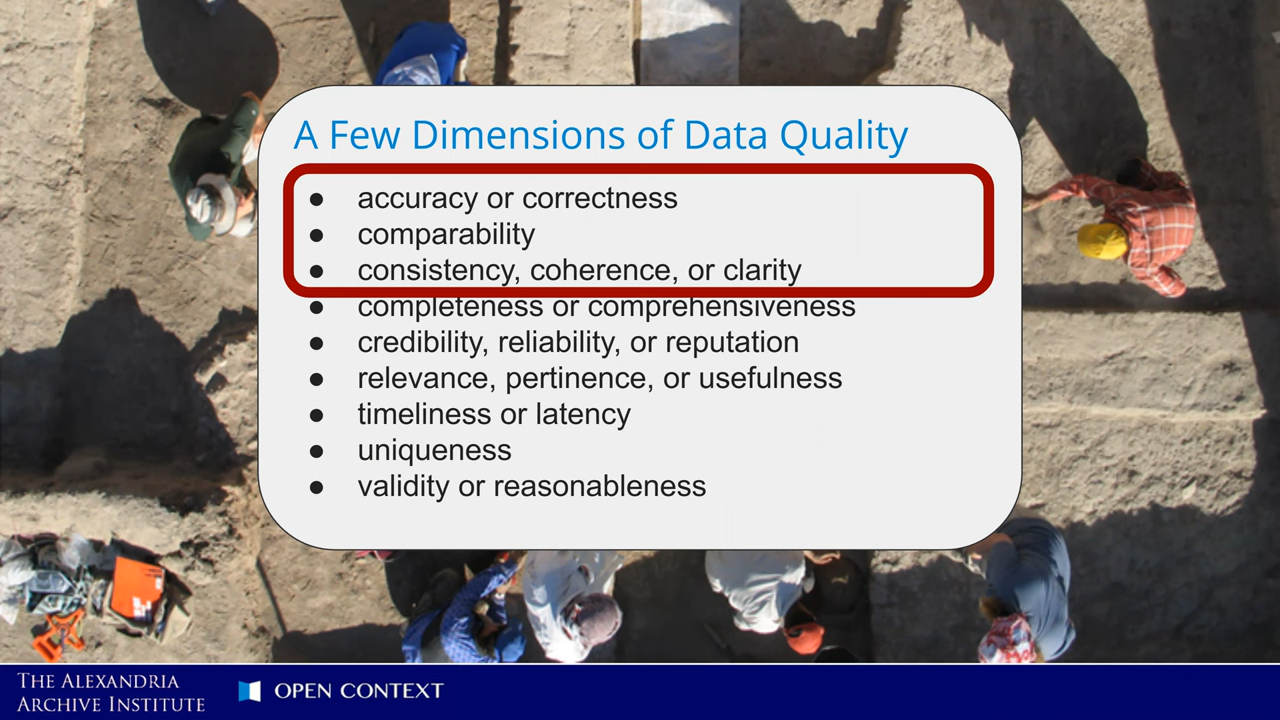 A Few Dimensions of Data Quality
● accuracy or correctness
● comparability
● consistency, coherence, or clarity
● completeness or comprehensiveness
● credibility, reliability, or reputation
● relevance, pertinence, or usefulness
● timeliness or latency
● uniqueness
● validity or reasonableness
THE ALEXANDRIA
ARCHIVE INSTITUTE
OPEN CONTEXT